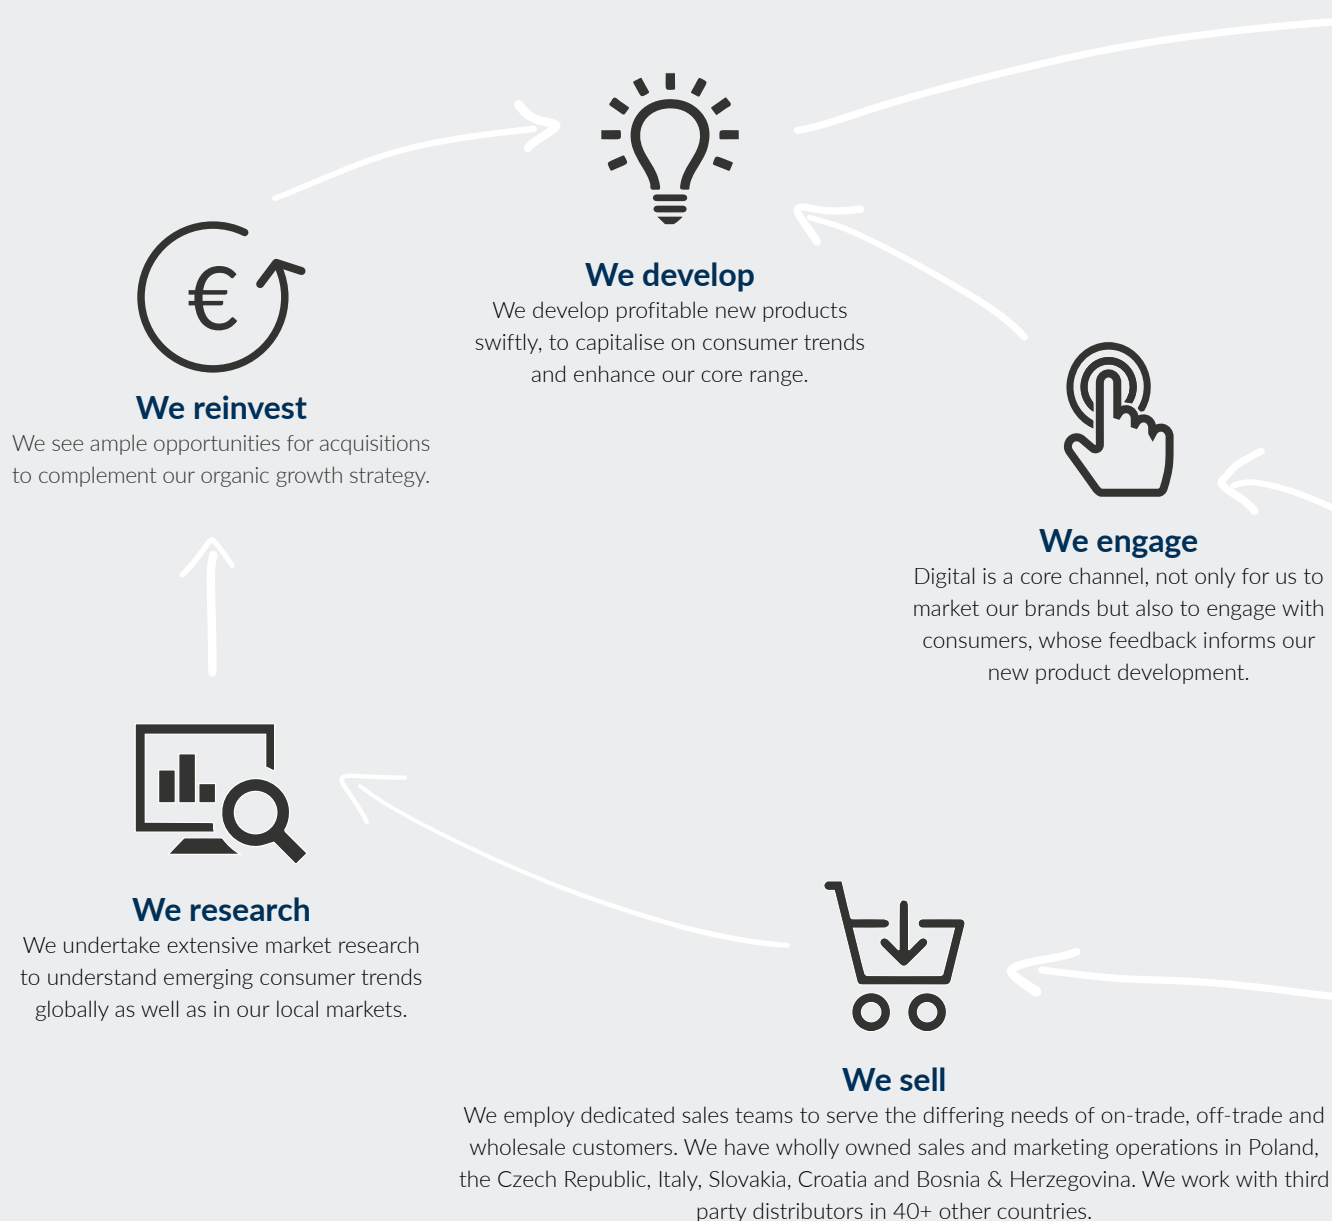 We develop
We develop profitable new products
swiftly, to capitalise on consumer trends
and enhance our core range.
€
We reinvest
We see ample opportunities for acquisitions
to complement our organic growth strategy.
We engage
Digital is a core channel, not only for us to
market our brands but also to engage with
consumers, whose feedback informs our
new product development.
We research
We undertake extensive market research
to understand emerging consumer trends
globally as well as in our local markets.
We sell
We employ dedicated sales teams to serve the differing needs of on-trade, off-trade and
wholesale customers. We have wholly owned sales and marketing operations in Poland,
the Czech Republic, Italy, Slovakia, Croatia and Bosnia & Herzegovina. We work with third
party distributors in 40+ other countries.